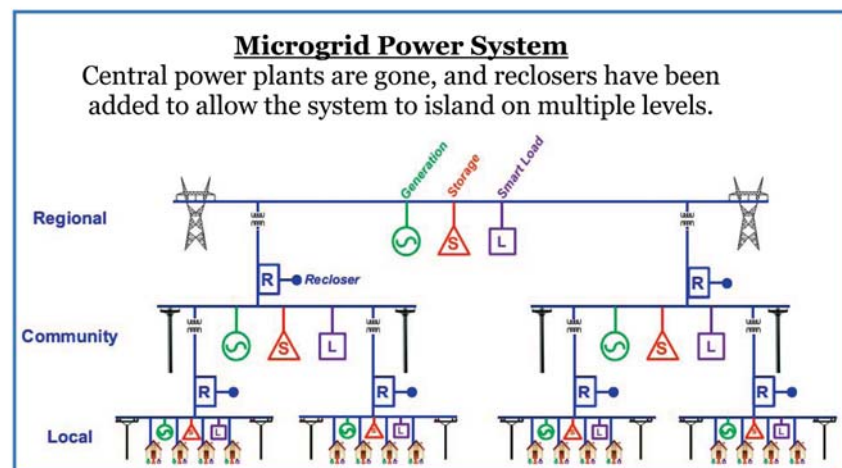 Microgrid Power System
Central power plants are gone, and reclosers have been
added to allow the system to island on multiple levels.
Generation
Storage
Smart Load
Regional
S
L
R
Recloser
R
Community
S
L
S
L
R
R
R
R
Local
S
L
S
L
S
L
S
L